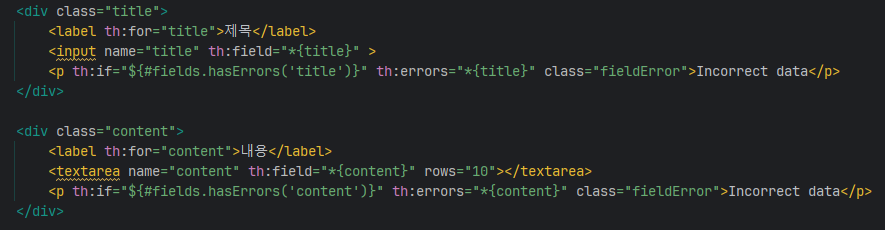 <div class="title">
    <label th:for="title">제목</label>
    <input name="title" th:field="*{title}" >
    <p th:if="${#fields.hasErrors('title')}" th:errors="*{title}" class="fieldError">Incorrect data</p>
</div>

<div class="content">
    <label th:for="content">내용</label>
    <textarea name="content" th:field="*{content}" rows="10"></textarea>
    <p th:if="${#fields.hasErrors('content')}" th:errors="*{content}" class="fieldError">Incorrect data</p>
</div>